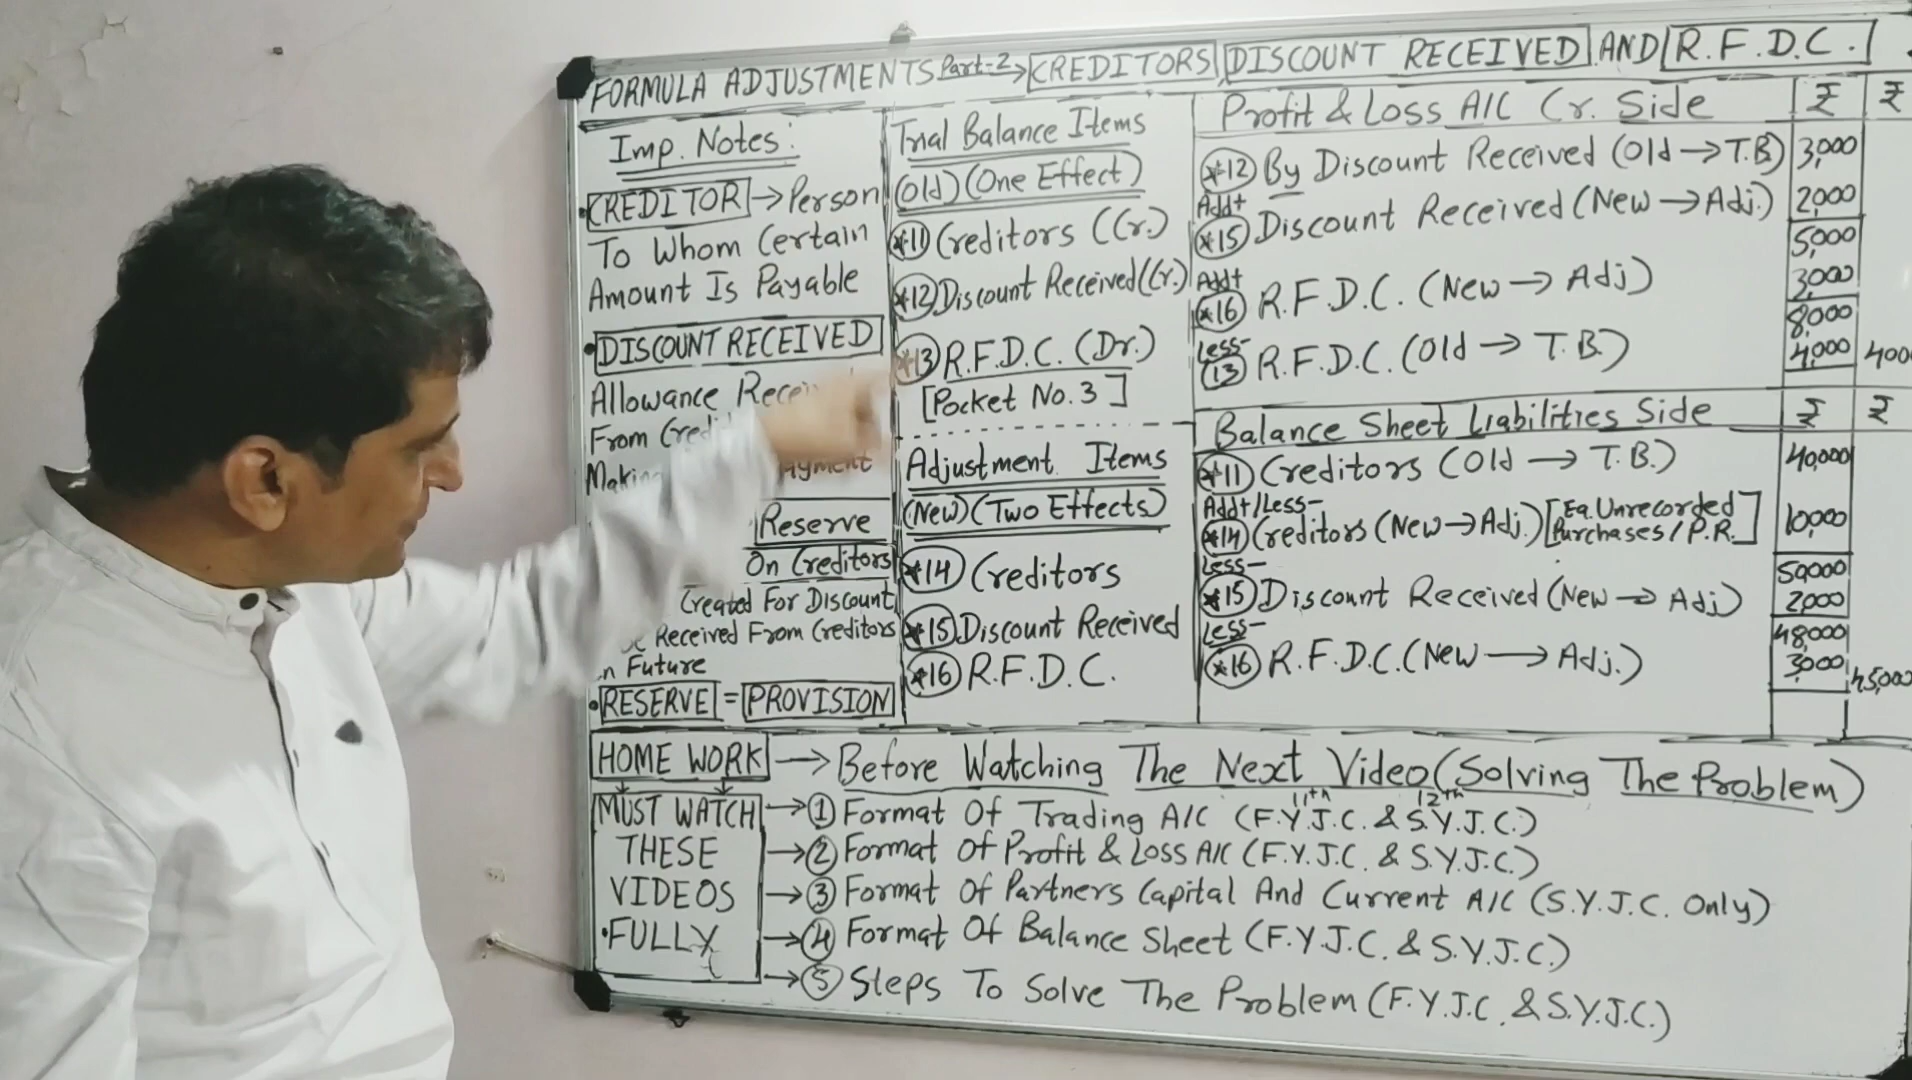 FORMULA ADJUSTMENTS Part-2 → CREDITORS, DISCOUNT RECEIVED AND R.F.D.C.
Imp. Notes:
• CREDITOR → Person
To Whom Certain
Amount Is Payable
• DISCOUNT RECEIVED
Allowance
From
Reserve
On Creditors
Created For Discount
Received From Creditors
In Future
• RESERVE = PROVISION
Trial Balance Items
(Old) (One Effect)
*11 Creditors (Cr.)
*12 Discount Received (Cr.)
*13 R.F.D.C. (Dr.)
[Pocket No. 3]
Adjustment Items
(New) (Two Effects)
*14 Creditors
*15 Discount Received
*16 R.F.D.C.
Profit & Loss A/C Cr. Side ₹ ₹
*12 By Discount Received (Old → T.B) 3,000
Add+
*15 Discount Received (New → Adj.) 2,000
5,000
Add+
*16 R.F.D.C. (New → Adj) 3,000
8,000
Less-
13 R.F.D.C. (Old → T.B.) 4,000 400
Balance Sheet Liabilities Side ₹ ₹
*11 Creditors (Old → T.B.) 40,000
Add+/Less-
*14 Creditors (New → Adj.) [Eg. Unrecorded Purchases / P.R.] 10,000
50,000
Less-
*15 Discount Received (New → Adj) 2,000
48,000
Less-
*16 R.F.D.C. (New → Adj.) 3,000 45,000
HOME WORK → Before Watching The Next Video (Solving The Problem)
MUST WATCH
THESE
VIDEOS
• FULLY
→ 1 Format Of Trading A/C (F.Y.J.C. 11th & S.Y.J.C. 12th)
→ 2 Format Of Profit & Loss A/C (F.Y.J.C. & S.Y.J.C.)
→ 3 Format Of Partners Capital And Current A/C (S.Y.J.C. Only)
→ 4 Format Of Balance Sheet (F.Y.J.C. & S.Y.J.C.)
→ 5 Steps To Solve The Problem (F.Y.J.C. & S.Y.J.C.)